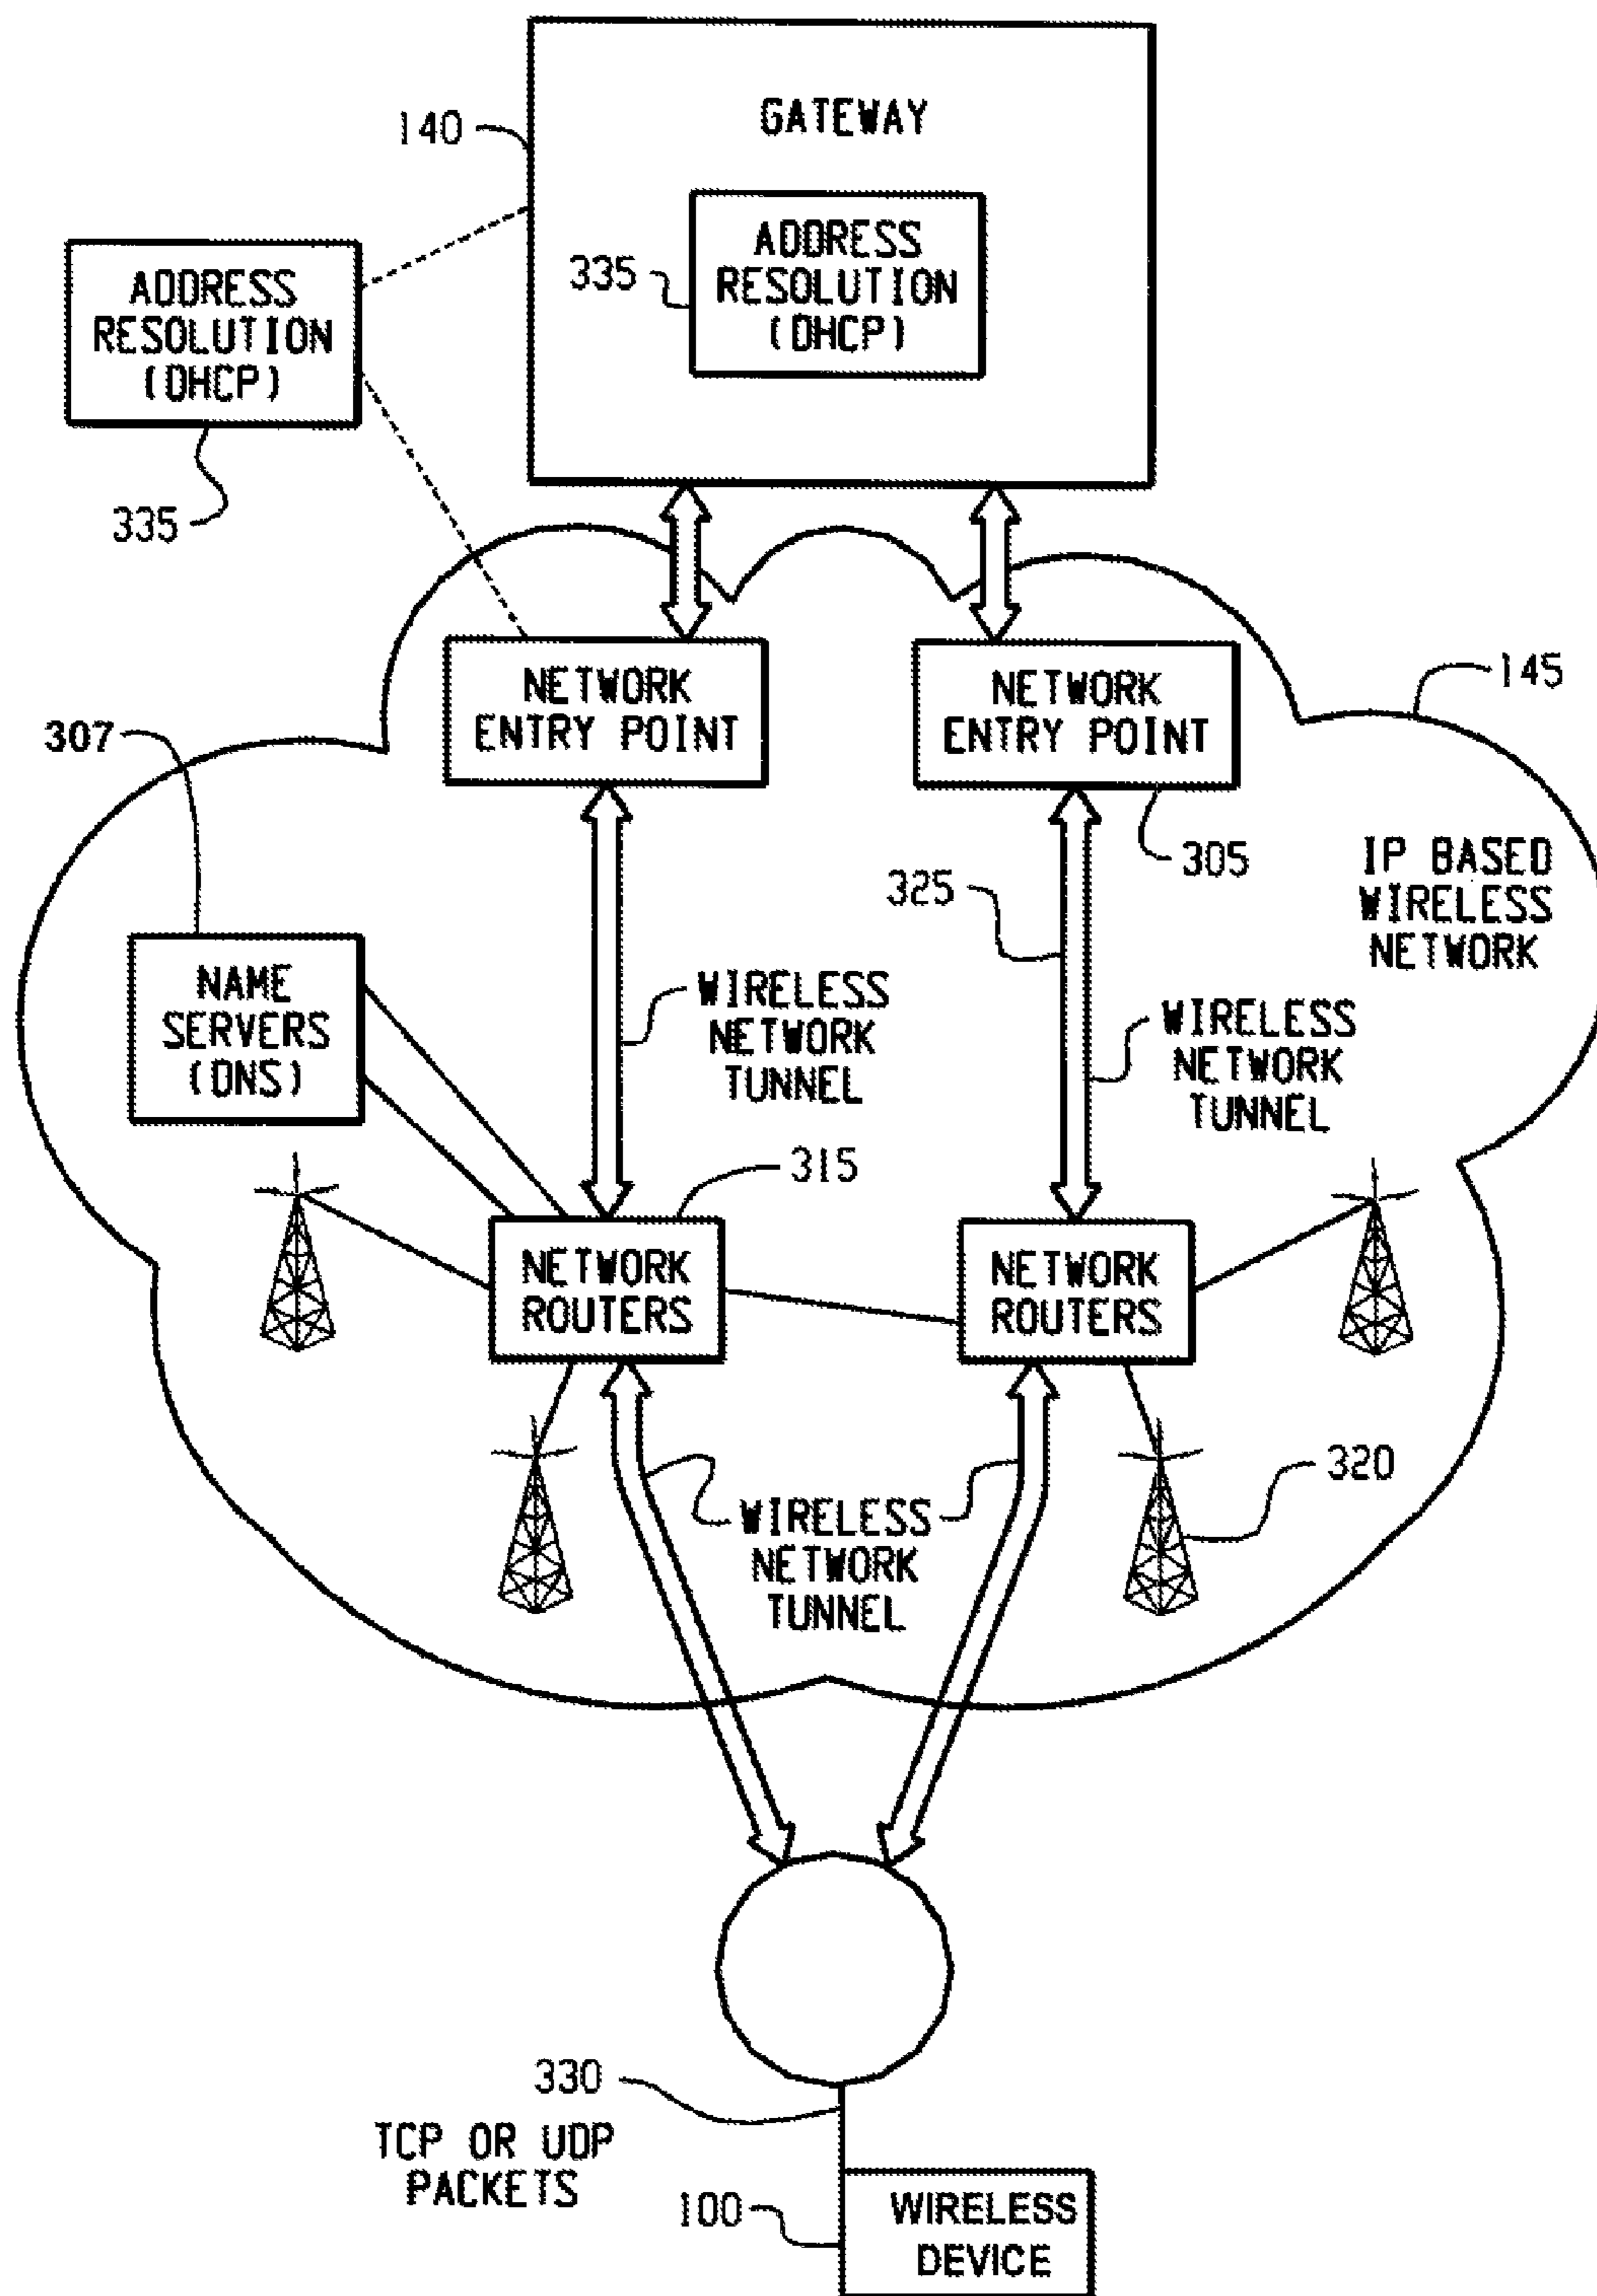 GATEWAY
140
ADDRESS
RESOLUTION
(DHCP)
335
ADDRESS
RESOLUTION
(DHCP)
335
NETWORK
ENTRY POINT
NETWORK
ENTRY POINT
145
307
305
325
IP BASED
WIRELESS
NETWORK
NAME
SERVERS
(DNS)
WIRELESS
NETWORK
TUNNEL
WIRELESS
NETWORK
TUNNEL
315
NETWORK
ROUTERS
NETWORK
ROUTERS
320
WIRELESS
NETWORK
TUNNEL
330
TCP OR UDP
PACKETS
100
WIRELESS
DEVICE